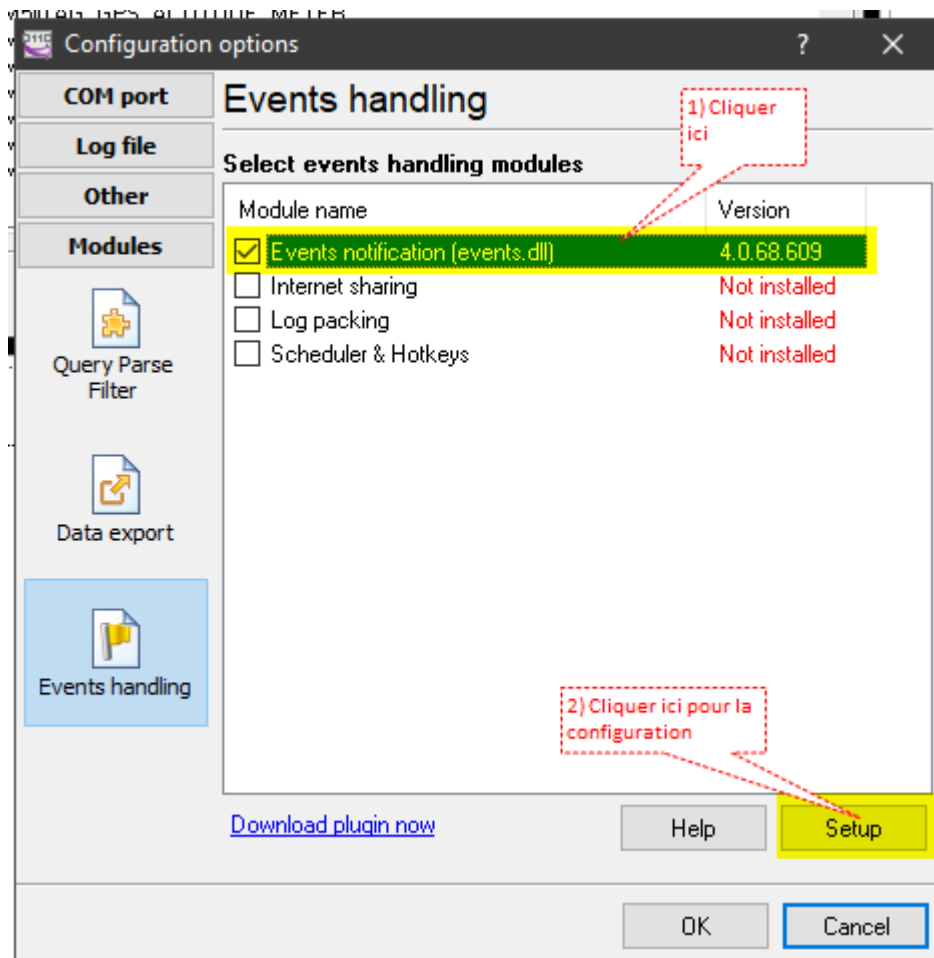 GPS ALTITUDE METER
Configuration options
? ×
COM port
Events handling
1) Cliquer
ici
Log file
Select events handling modules
Other
Module name Version
Modules
Events notification (events.dll) 4.0.68.609
Internet sharing Not installed
Log packing Not installed
Scheduler & Hotkeys Not installed
Query Parse
Filter
Data export
Events handling
2) Cliquer ici pour la
configuration
Download plugin now
Help
Setup
OK
Cancel